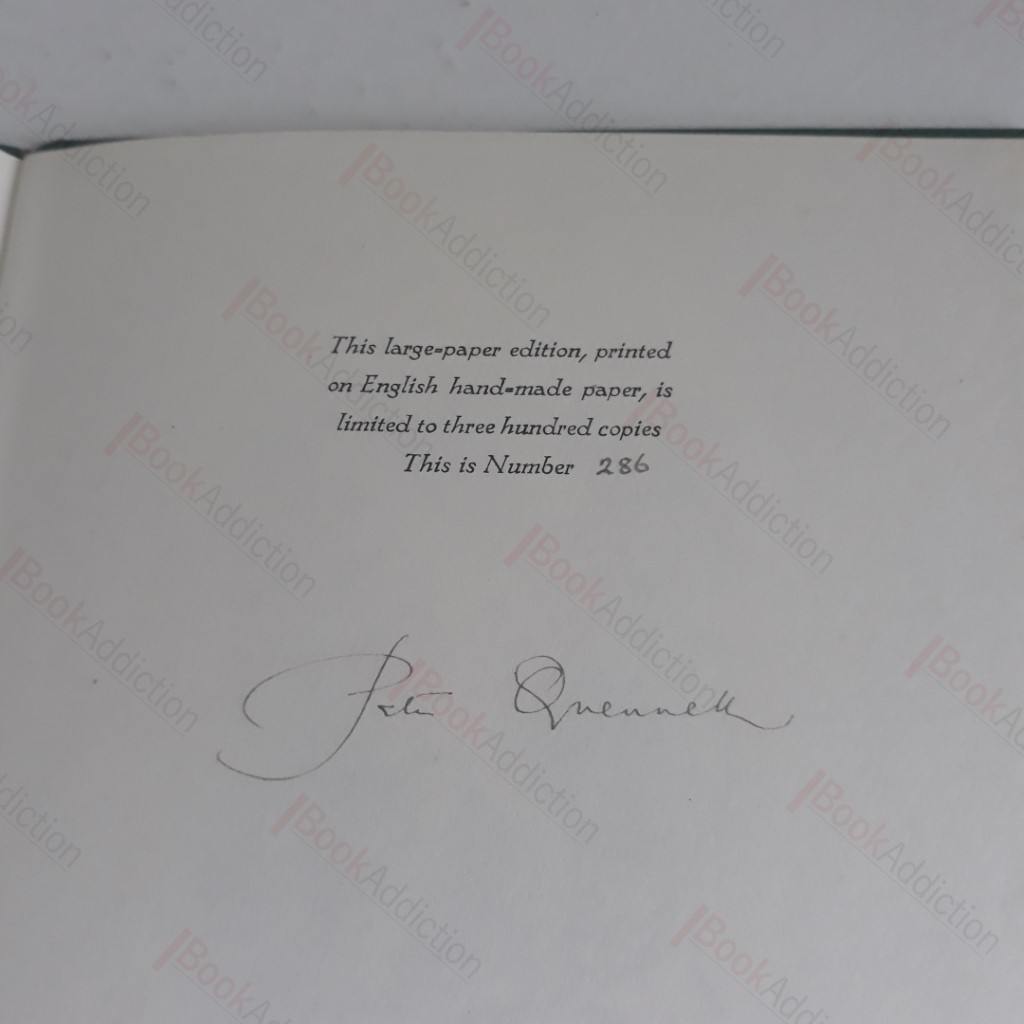 This large-paper edition, printed
on English hand-made paper, is
limited to three hundred copies
This is Number 286
Peter Quennell
BookAddiction